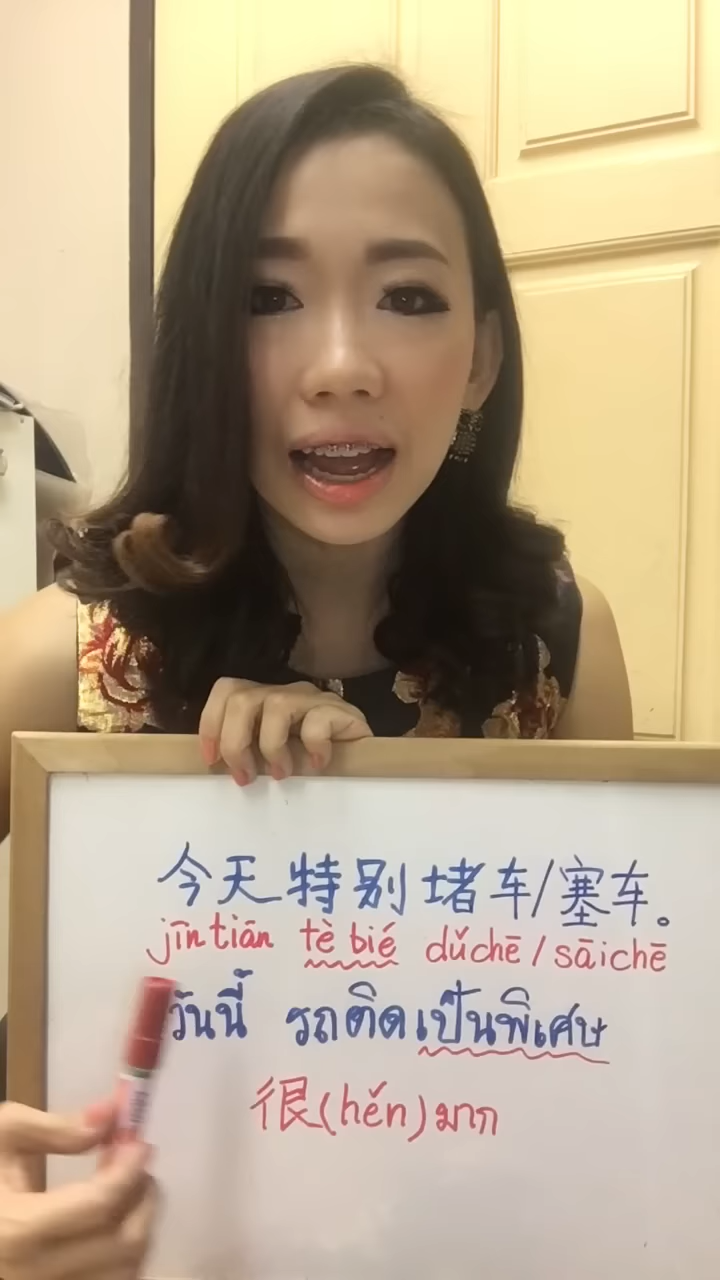 今天特别堵车/塞车。
jīntiān tè bié dǔchē/sāichē
วันนี้ รถติดเป็นพิเศษ
很(hěn)มาก